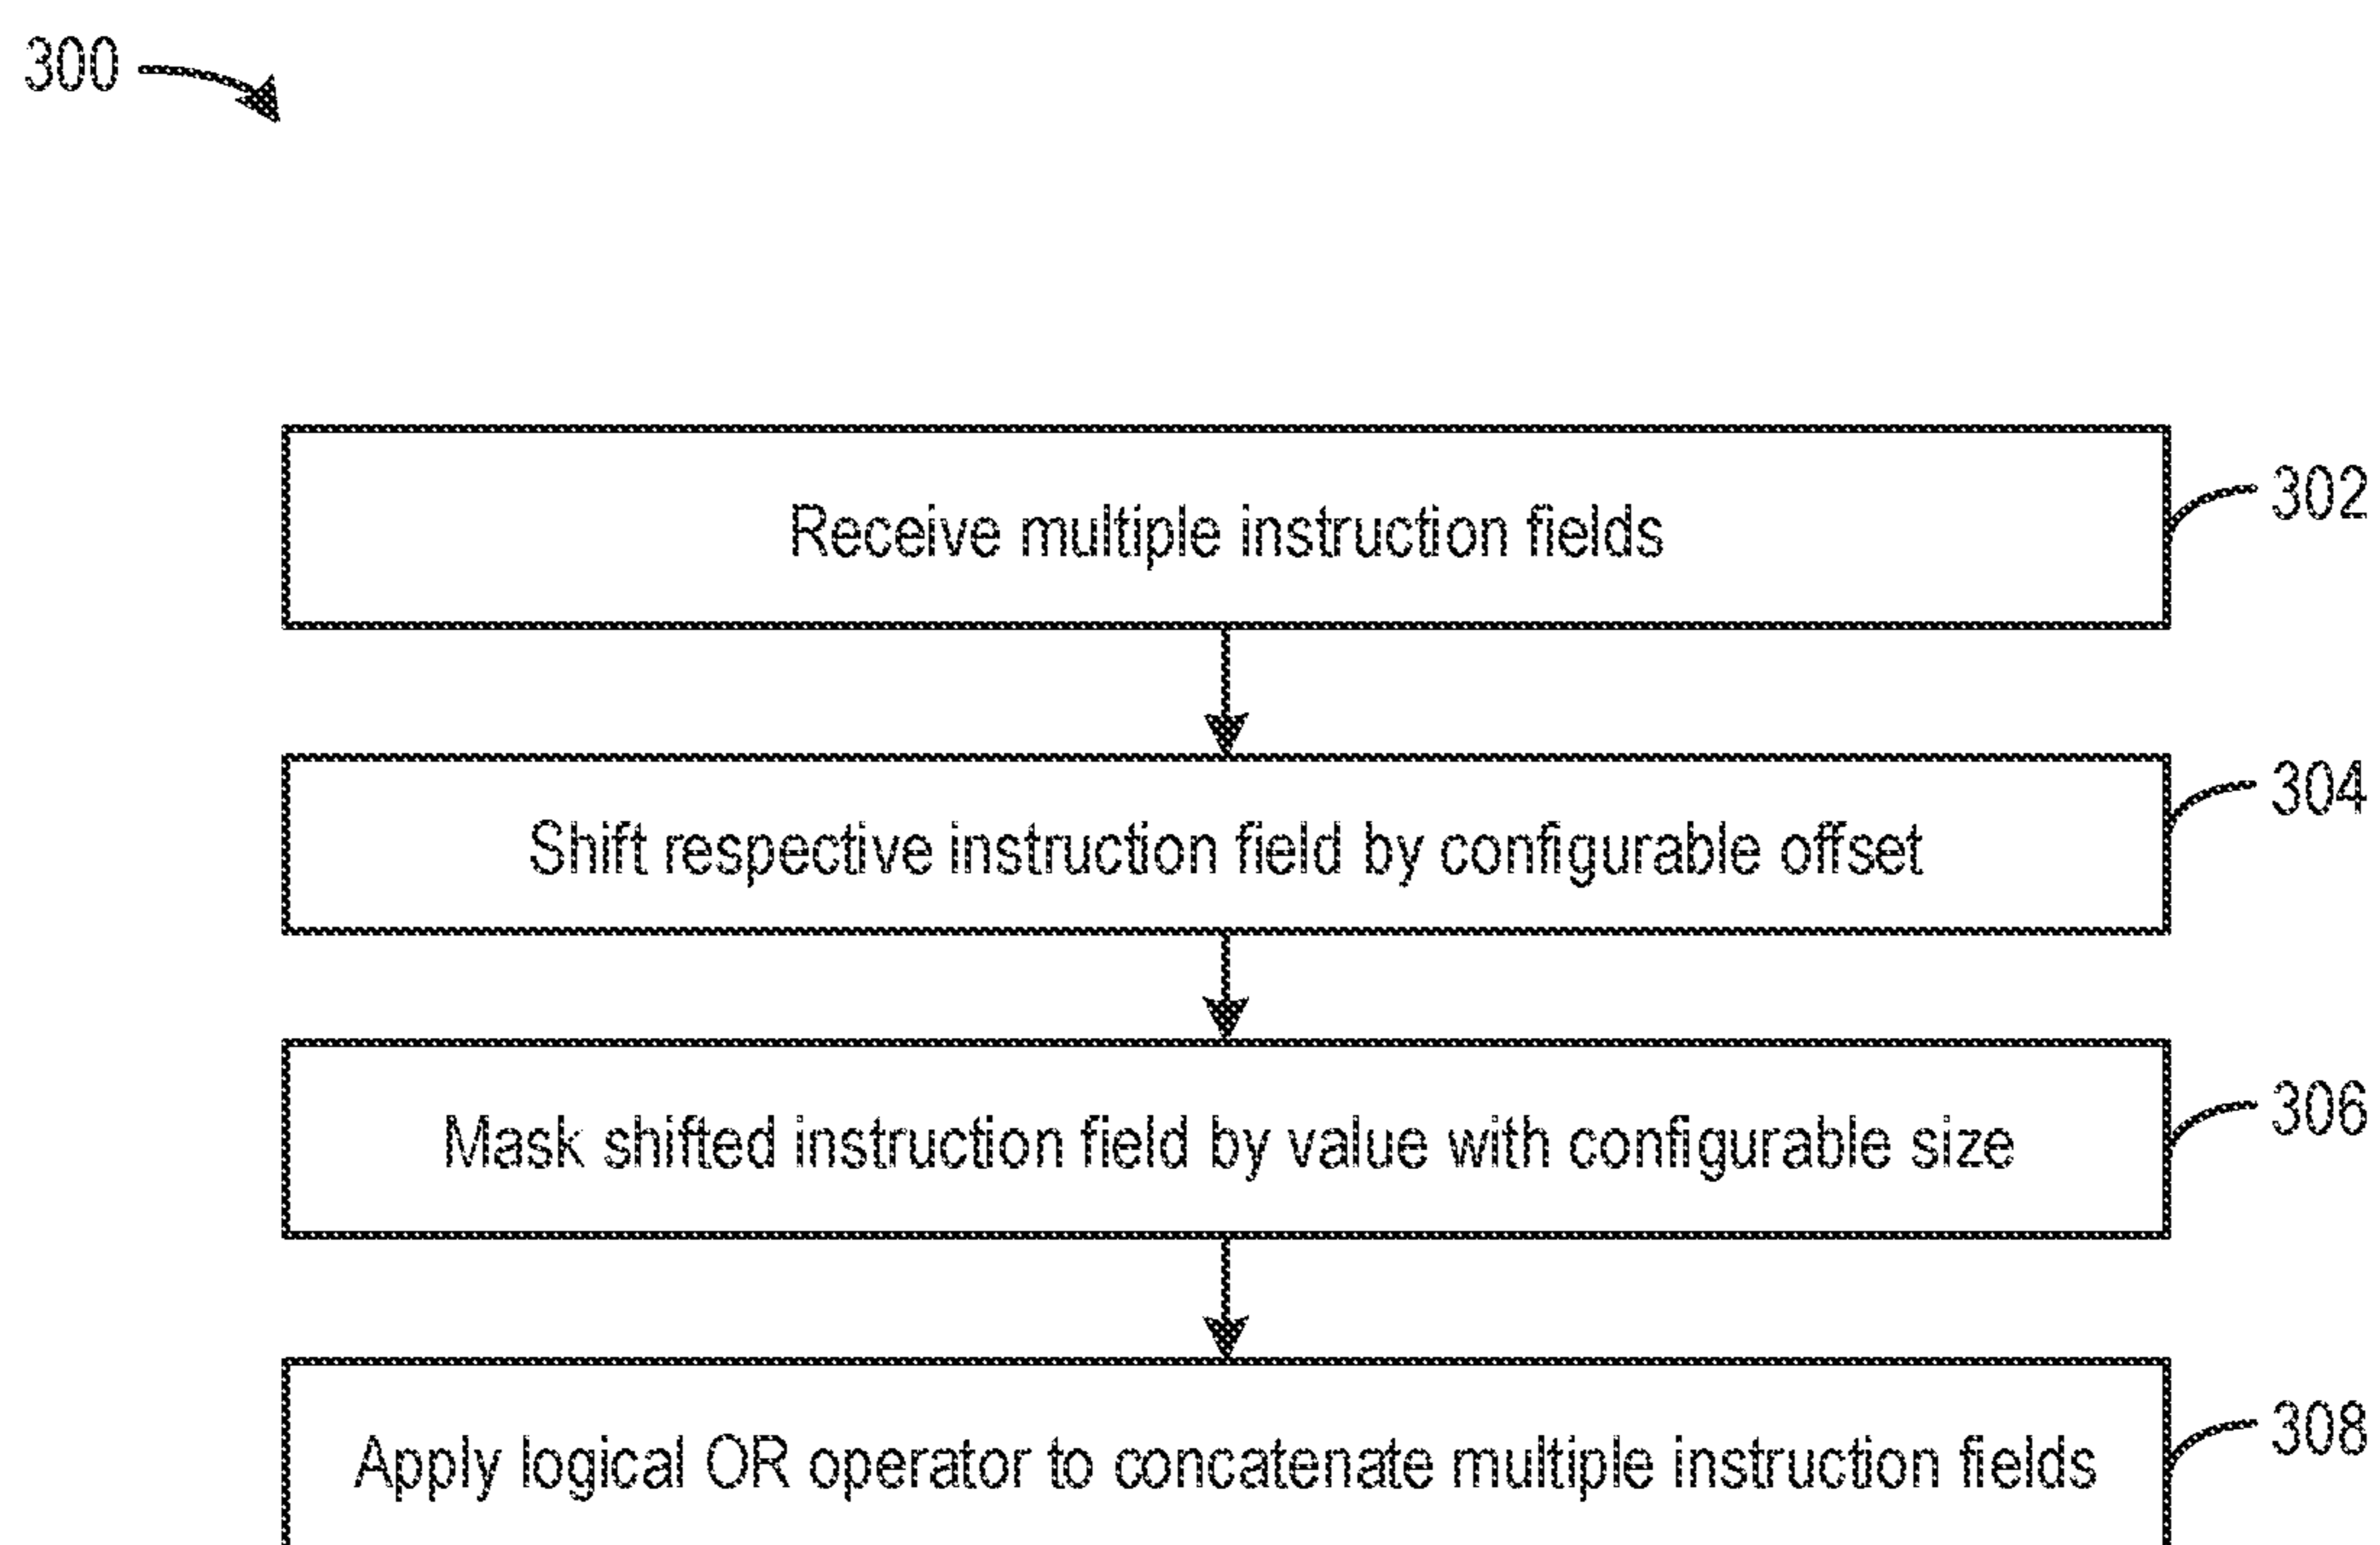 300
Receive multiple instruction fields
302
Shift respective instruction field by configurable offset
304
Mask shifted instruction field by value with configurable size
306
Apply logical OR operator to concatenate multiple instruction fields
308